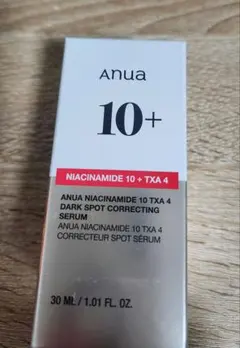 Anua
10+
NIACINAMIDE 10 + TXA 4
ANUA NIACINAMIDE 10 TXA 4
DARK SPOT CORRECTING
SERUM
ANUA NIACINAMIDE 10 TXA 4
CORRECTEUR SPOT SÉRUM
30 ML / 1.01 FL. OZ.